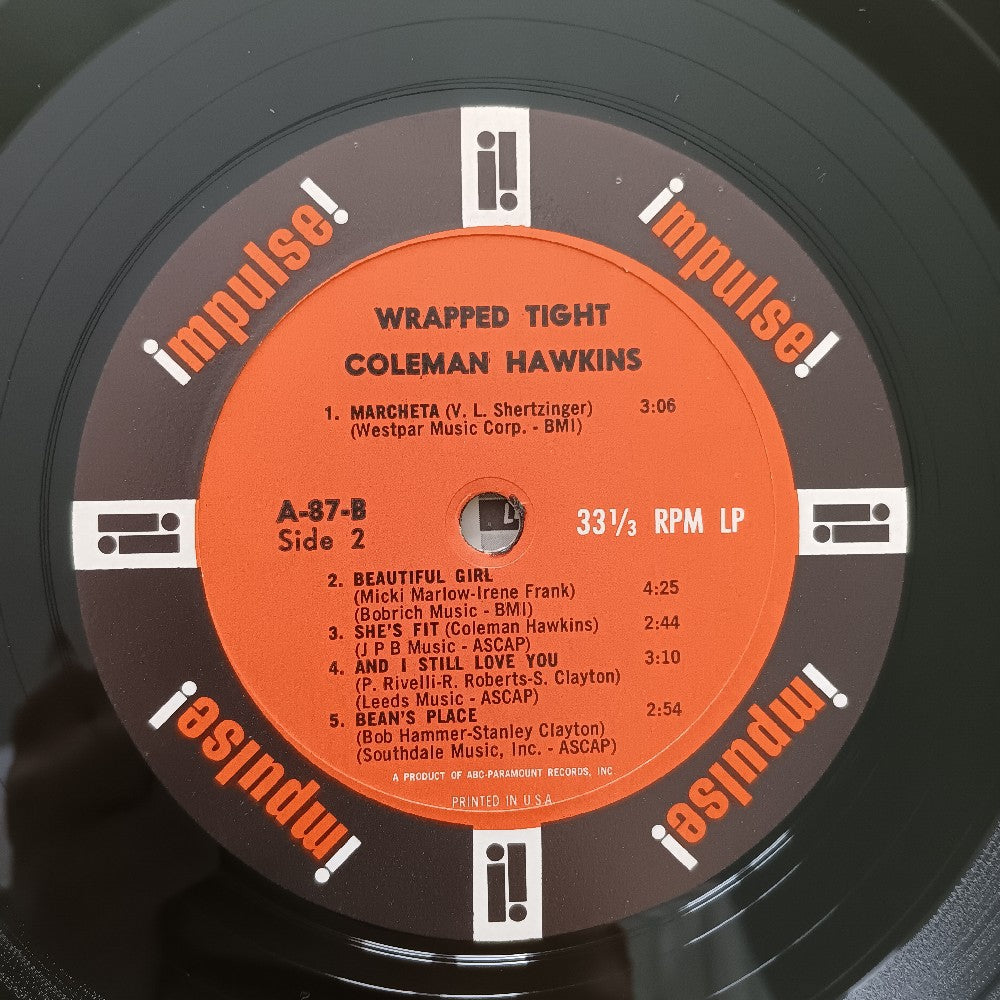 impulse!
impulse!
WRAPPED TIGHT
COLEMAN HAWKINS
1. MARCHETA (V. L. Shertzinger) 3:06
(Westpar Music Corp. - BMI)
A-87-B
Side 2
33 1/3 RPM LP
2. BEAUTIFUL GIRL
(Micki Marlow-Irene Frank) 4:25
(Bobrich Music - BMI)
3. SHE'S FIT (Coleman Hawkins) 2:44
(J P B Music - ASCAP)
4. AND I STILL LOVE YOU 3:10
(P. Rivelli-R. Roberts-S. Clayton)
(Leeds Music - ASCAP)
5. BEAN'S PLACE 2:54
(Bob Hammer-Stanley Clayton)
(Southdale Music, Inc. - ASCAP)
A PRODUCT OF ABC-PARAMOUNT RECORDS, INC
PRINTED IN U S A
impulse!
impulse!